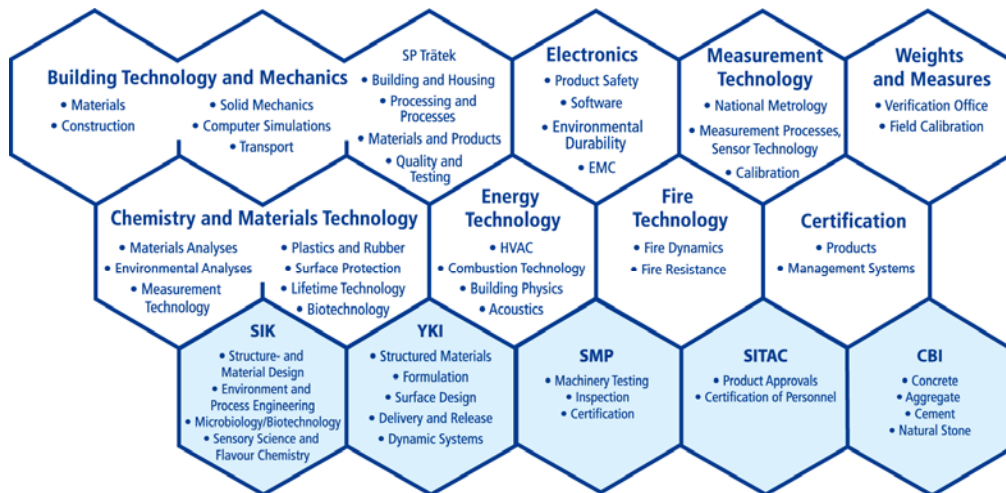 Building Technology and Mechanics
• Materials
• Construction
• Solid Mechanics
• Computer Simulations
• Transport
SP Trätek
• Building and Housing
• Processing and
Processes
• Materials and Products
• Quality and
Testing
Electronics
• Product Safety
• Software
• Environmental
Durability
• EMC
Measurement
Technology
• National Metrology
• Measurement Processes,
Sensor Technology
• Calibration
Weights
and Measures
• Verification Office
• Field Calibration
Chemistry and Materials Technology
• Materials Analyses
• Environmental Analyses
• Measurement
Technology
• Plastics and Rubber
• Surface Protection
• Lifetime Technology
• Biotechnology
Energy
Technology
• HVAC
• Combustion Technology
• Building Physics
• Acoustics
Fire
Technology
• Fire Dynamics
• Fire Resistance
Certification
• Products
• Management Systems
SIK
• Structure- and
Material Design
• Environment and
Process Engineering
• Microbiology/Biotechnology
• Sensory Science and
Flavour Chemistry
YKI
• Structured Materials
• Formulation
• Surface Design
• Delivery and Release
• Dynamic Systems
SMP
• Machinery Testing
• Inspection
• Certification
SITAC
• Product Approvals
• Certification of Personnel
CBI
• Concrete
• Aggregate
• Cement
• Natural Stone